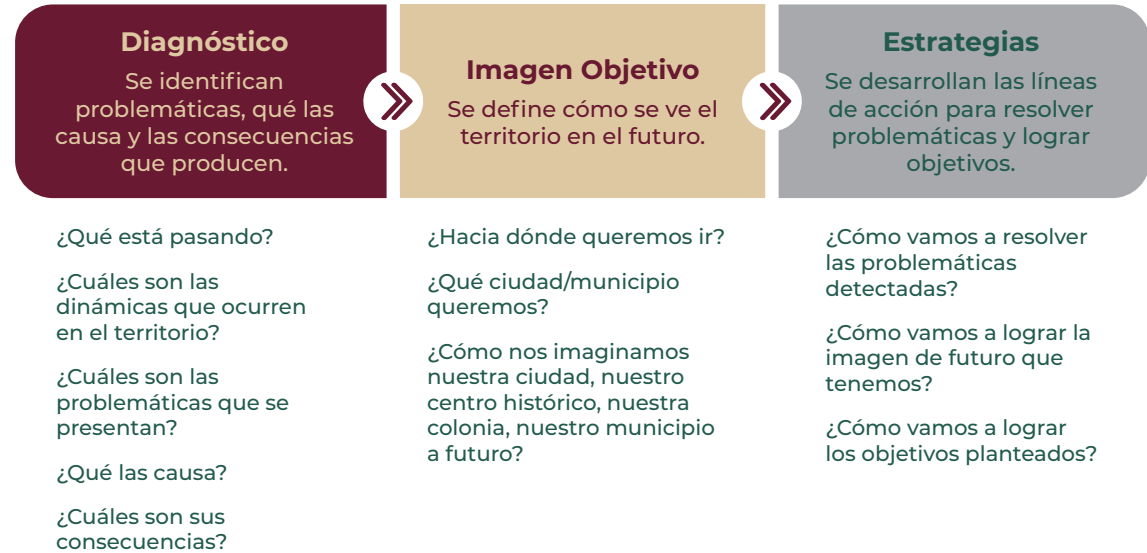 Diagnóstico
Se identifican
problemáticas, qué las
causa y las consecuencias
que producen.
Imagen Objetivo
Se define cómo se ve el
territorio en el futuro.
Estrategias
Se desarrollan las líneas
de acción para resolver
problemáticas y lograr
objetivos.
¿Qué está pasando?
¿Cuáles son las
dinámicas que ocurren
en el territorio?
¿Cuáles son las
problemáticas que se
presentan?
¿Qué las causa?
¿Cuáles son sus
consecuencias?
¿Hacia dónde queremos ir?
¿Qué ciudad/municipio
queremos?
¿Cómo nos imaginamos
nuestra ciudad, nuestro
centro histórico, nuestra
colonia, nuestro municipio
a futuro?
¿Cómo vamos a resolver
las problemáticas
detectadas?
¿Cómo vamos a lograr la
imagen de futuro que
tenemos?
¿Cómo vamos a lograr
los objetivos planteados?